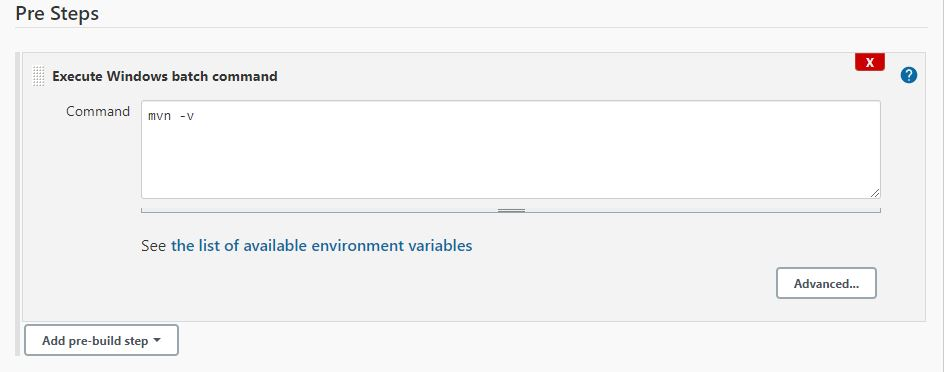 Pre Steps
X
Execute Windows batch command
?
Command
mvn -v
See the list of available environment variables
Advanced...
Add pre-build step